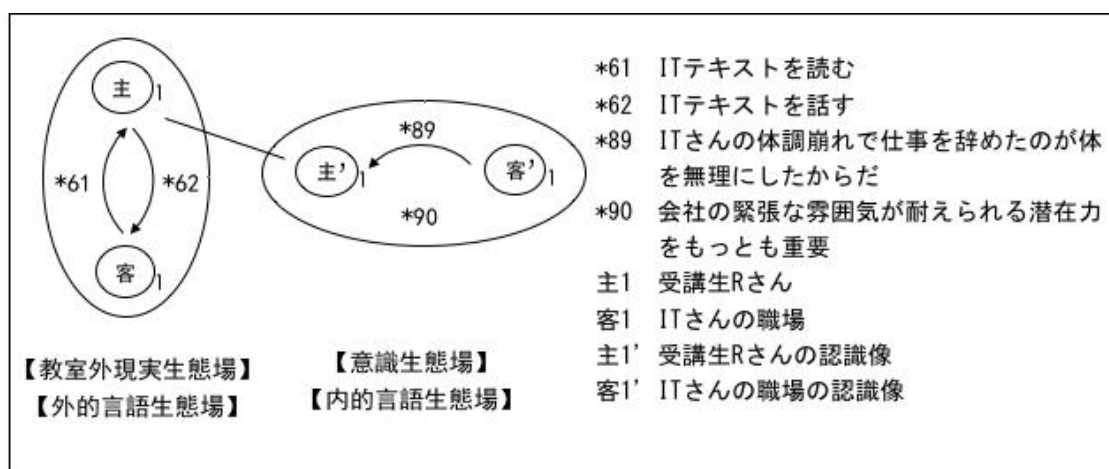 主1
*61
*62
客1
*89
主’1
客’1
*90
【教室外現実生態場】
【外的言語生態場】
【意識生態場】
【内的言語生態場】
*61 ITテキストを読む
*62 ITテキストを話す
*89 ITさんの体調崩れで仕事を辞めたのが体
を無理にしたからだ
*90 会社の緊張な雰囲気が耐えられる潜在力
をもっとも重要
主1 受講生Rさん
客1 ITさんの職場
主1’ 受講生Rさんの認識像
客1’ ITさんの職場の認識像